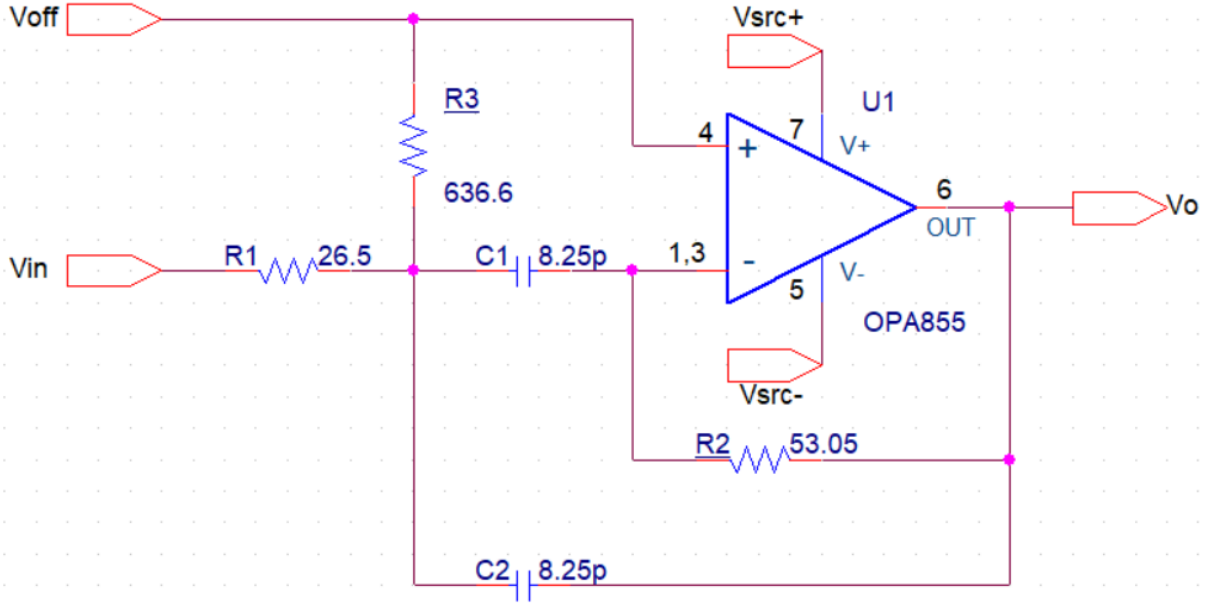 Voff
Vsrc+
R3
U1
4
+
7
V+
636.6
6
Vo
OUT
Vin
R1
26.5
C1
8.25p
1,3
-
5
V-
OPA855
Vsrc-
R2
53.05
C2
8.25p